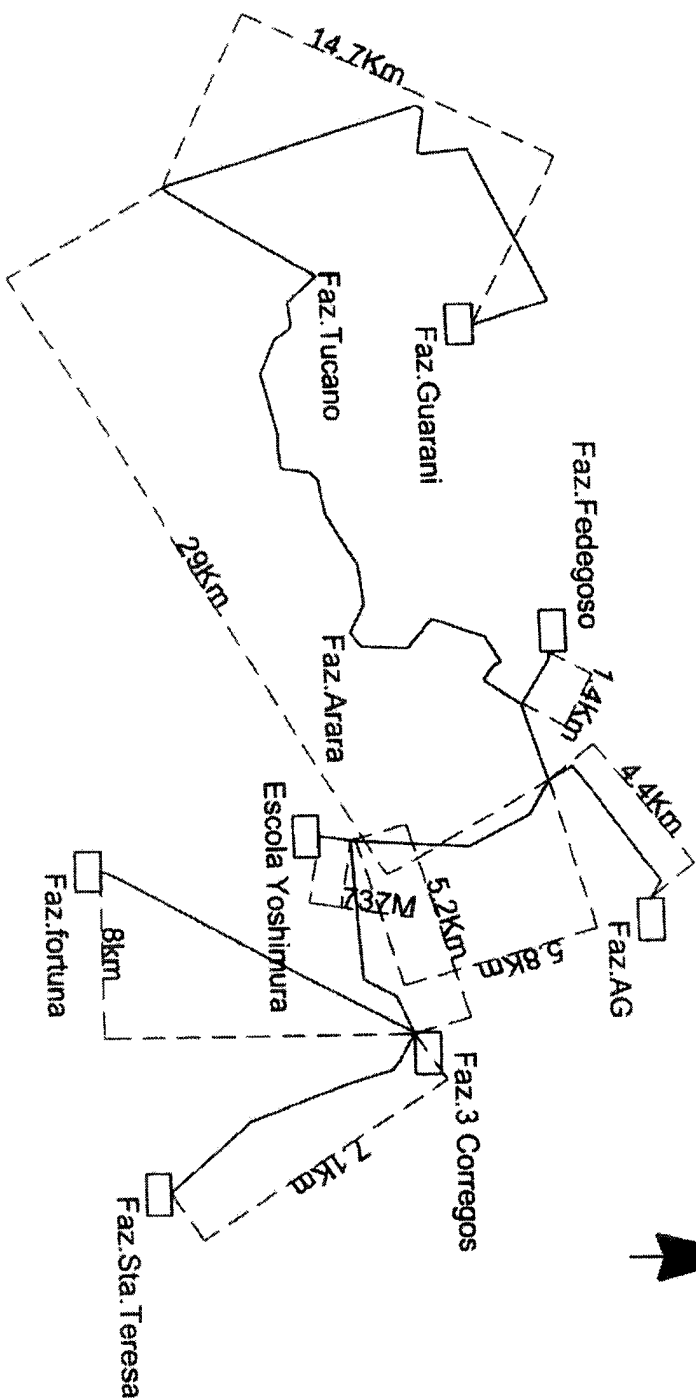 14.7Km
Faz.Tucano
Faz.Guarani
Faz.Fedegoso
29Km
1.4Km
Faz.Arara
4.4Km
Faz.AG
5.8Km
5.2Km
737M
Escola Yoshimura
Faz.fortuna
8km
Faz.3 Corregos
7.1Km
Faz.Sta.Teresa